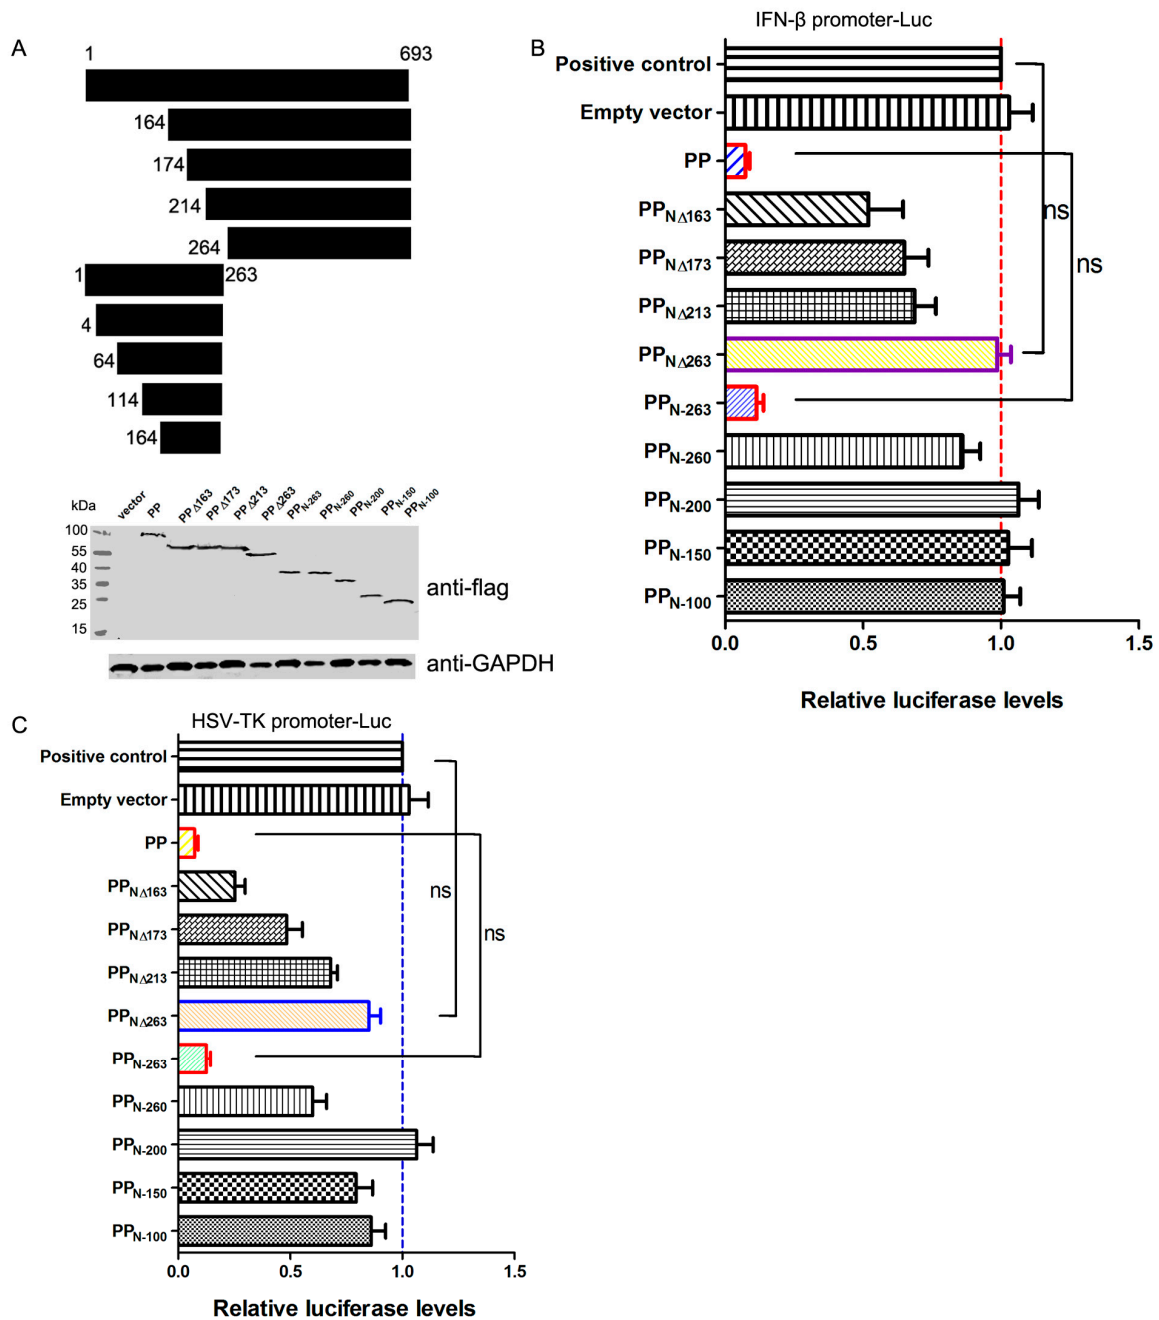 A
1 693
164
174
214
264
1 263
4
64
114
164
kDa vector PP PPΔ163 PPΔ173 PPΔ213 PPΔ263 PPN-263 PPN-260 PPN-200 PPN-150 PPN-100
100
55
40
35
25
15
anti-flag
anti-GAPDH
B
IFN-β promoter-Luc
Positive control
Empty vector
PP
PPNΔ163
PPNΔ173
PPNΔ213
PPNΔ263
PPN-263
PPN-260
PPN-200
PPN-150
PPN-100
ns
ns
0.0 0.5 1.0 1.5
Relative luciferase levels
C
HSV-TK promoter-Luc
Positive control
Empty vector
PP
PPNΔ163
PPNΔ173
PPNΔ213
PPNΔ263
PPN-263
PPN-260
PPN-200
PPN-150
PPN-100
ns
ns
0.0 0.5 1.0 1.5
Relative luciferase levels